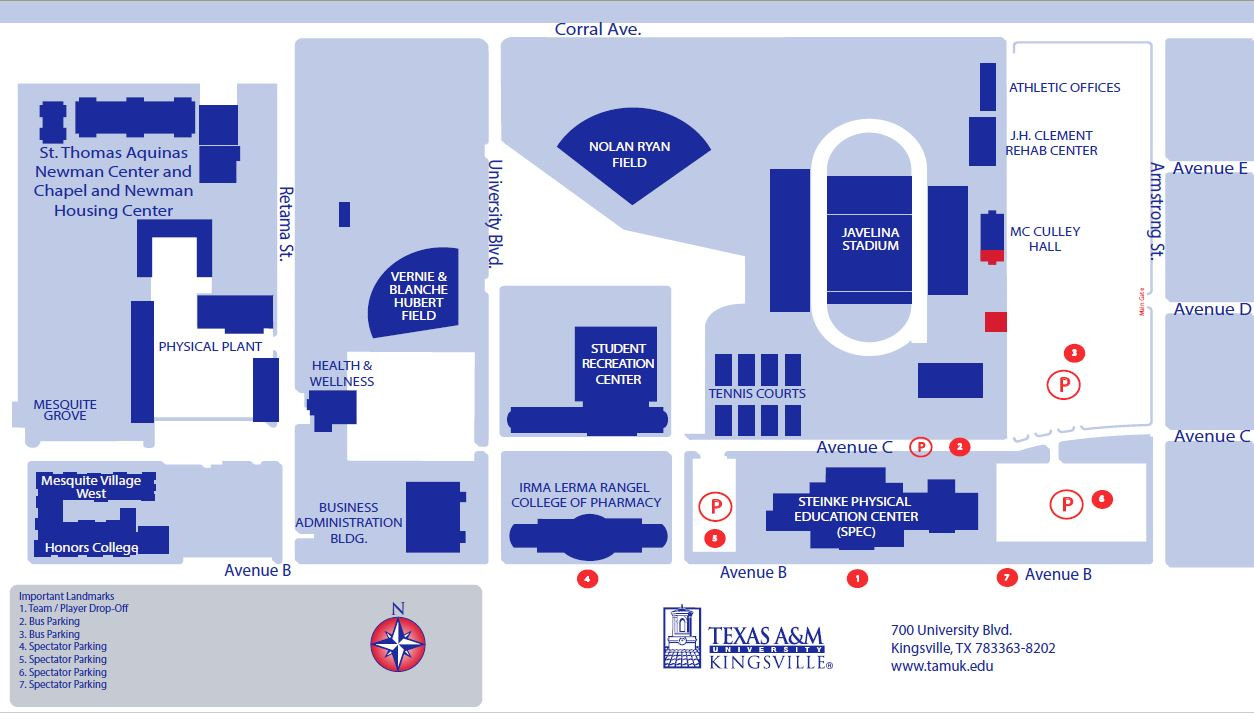 Corral Ave.
ATHLETIC OFFICES
J.H. CLEMENT
REHAB CENTER
NOLAN RYAN
FIELD
St. Thomas Aquinas
Newman Center and
Chapel and Newman
Housing Center
Retama St.
University Blvd.
Armstrong St.
Avenue E
JAVELINA
STADIUM
MC CULLEY
HALL
VERNIE &
BLANCHE
HUBERT
FIELD
Main Gate
Avenue D
PHYSICAL PLANT
STUDENT
RECREATION
CENTER
HEALTH &
WELLNESS
3
P
TENNIS COURTS
MESQUITE
GROVE
Avenue C
P
2
Avenue C
Mesquite Village
West
Honors College
BUSINESS
ADMINISTRATION
BLDG.
IRMA LERMA RANGEL
COLLEGE OF PHARMACY
P
5
STEINKE PHYSICAL
EDUCATION CENTER
(SPEC)
P
6
Avenue B
4
Avenue B
1
7
Avenue B
Important Landmarks
1. Team / Player Drop-Off
2. Bus Parking
3. Bus Parking
4. Spectator Parking
5. Spectator Parking
6. Spectator Parking
7. Spectator Parking
N
TEXAS A&M
UNIVERSITY
KINGSVILLE®
700 University Blvd.
Kingsville, TX 783363-8202
www.tamuk.edu